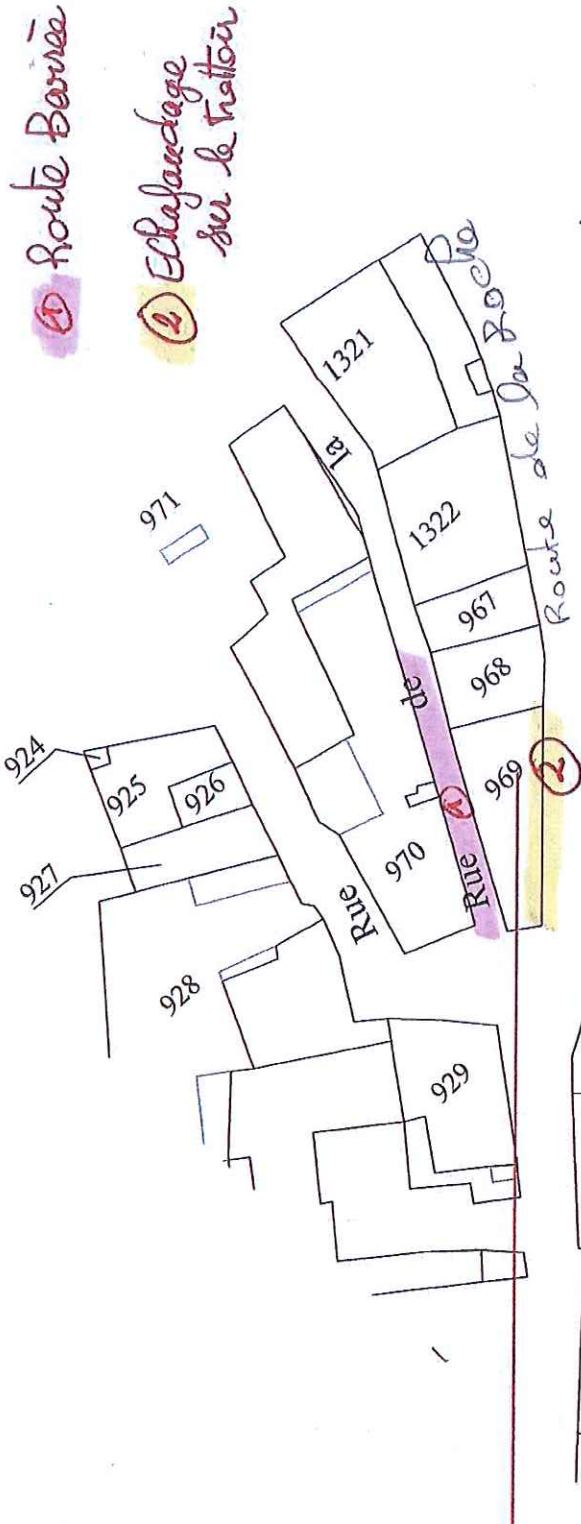 ① Route Barrée
② Echafaudage
sur le Trottoir
924
925
926
927
971
928
Rue
la
1321
970
de
1322
Rue
①
967
968
969
929
②
Route de la Roche